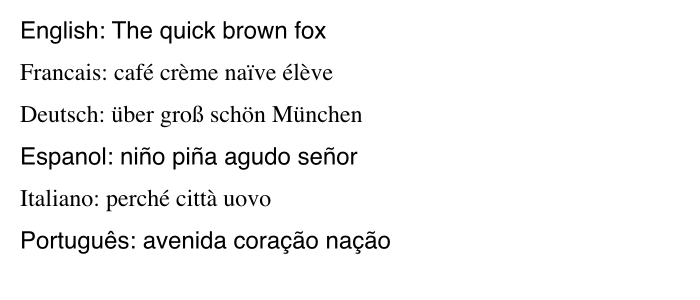 English: The quick brown fox
Francais: café crème naïve élève
Deutsch: über groß schön München
Espanol: niño piña agudo señor
Italiano: perché città uovo
Português: avenida coração nação